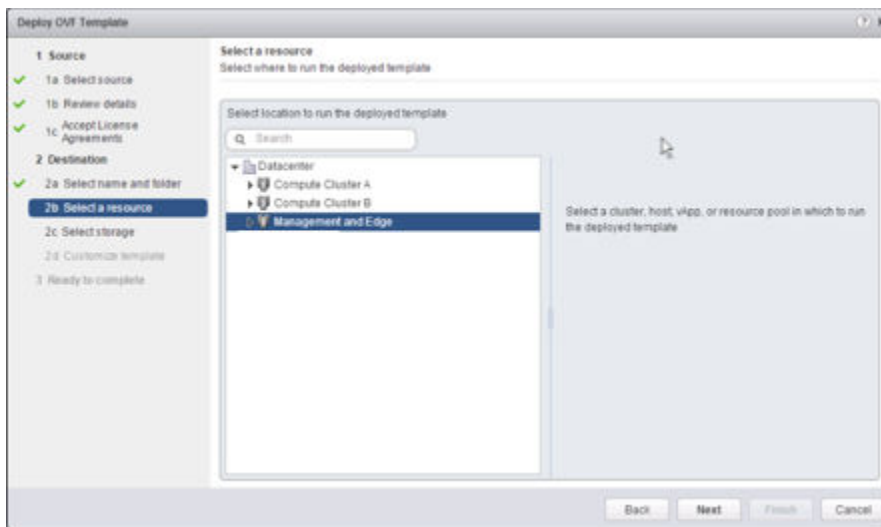 Deploy OVF Template
1 Source
1a Select source
1b Review details
1c Accept License
Agreements
2 Destination
2a Select name and folder
2b Select a resource
2c Select storage
2d Customize template
3 Ready to complete
Select a resource
Select where to run the deployed template
Select location to run the deployed template
Search
Datacenter
Compute Cluster A
Compute Cluster B
Management and Edge
Select a cluster, host, vApp, or resource pool in which to run
the deployed template
Back Next Finish Cancel